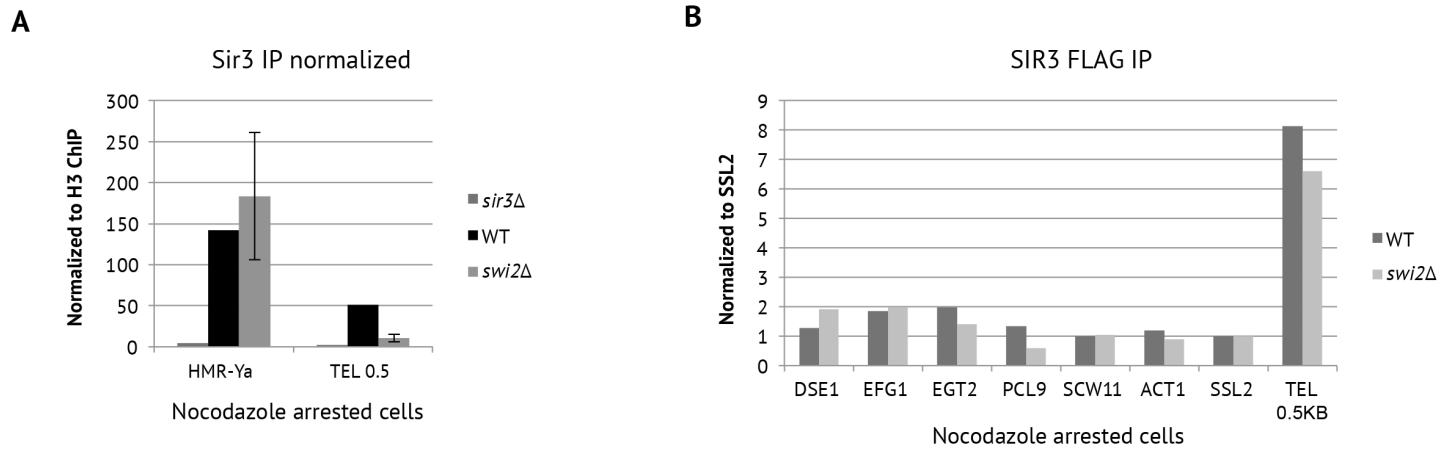 A
Sir3 IP normalized
Normalized to H3 ChIP
300
250
200
150
100
50
0
HMR-Ya
TEL 0.5
Nocodazole arrested cells
sir3Δ
WT
swi2Δ
B
SIR3 FLAG IP
Normalized to SSL2
9
8
7
6
5
4
3
2
1
0
DSE1
EFG1
EGT2
PCL9
SCW11
ACT1
SSL2
TEL
0.5KB
Nocodazole arrested cells
WT
swi2Δ